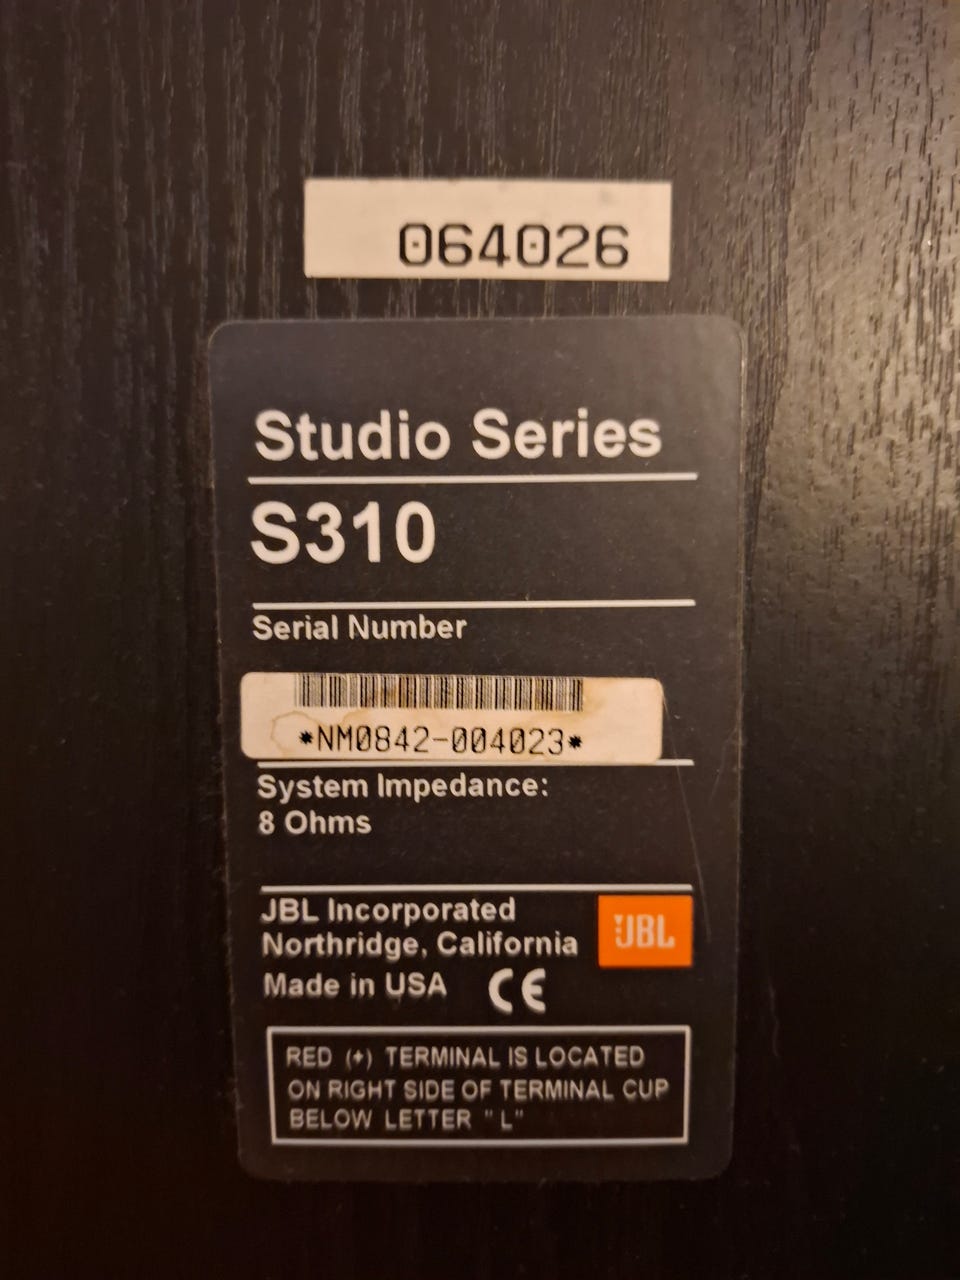 064026
Studio Series
S310
Serial Number
*NM0842-004023*
System Impedance:
8 Ohms
JBL Incorporated
Northridge, California
JBL
Made in USA CE
RED (+) TERMINAL IS LOCATED
ON RIGHT SIDE OF TERMINAL CUP
BELOW LETTER "L"